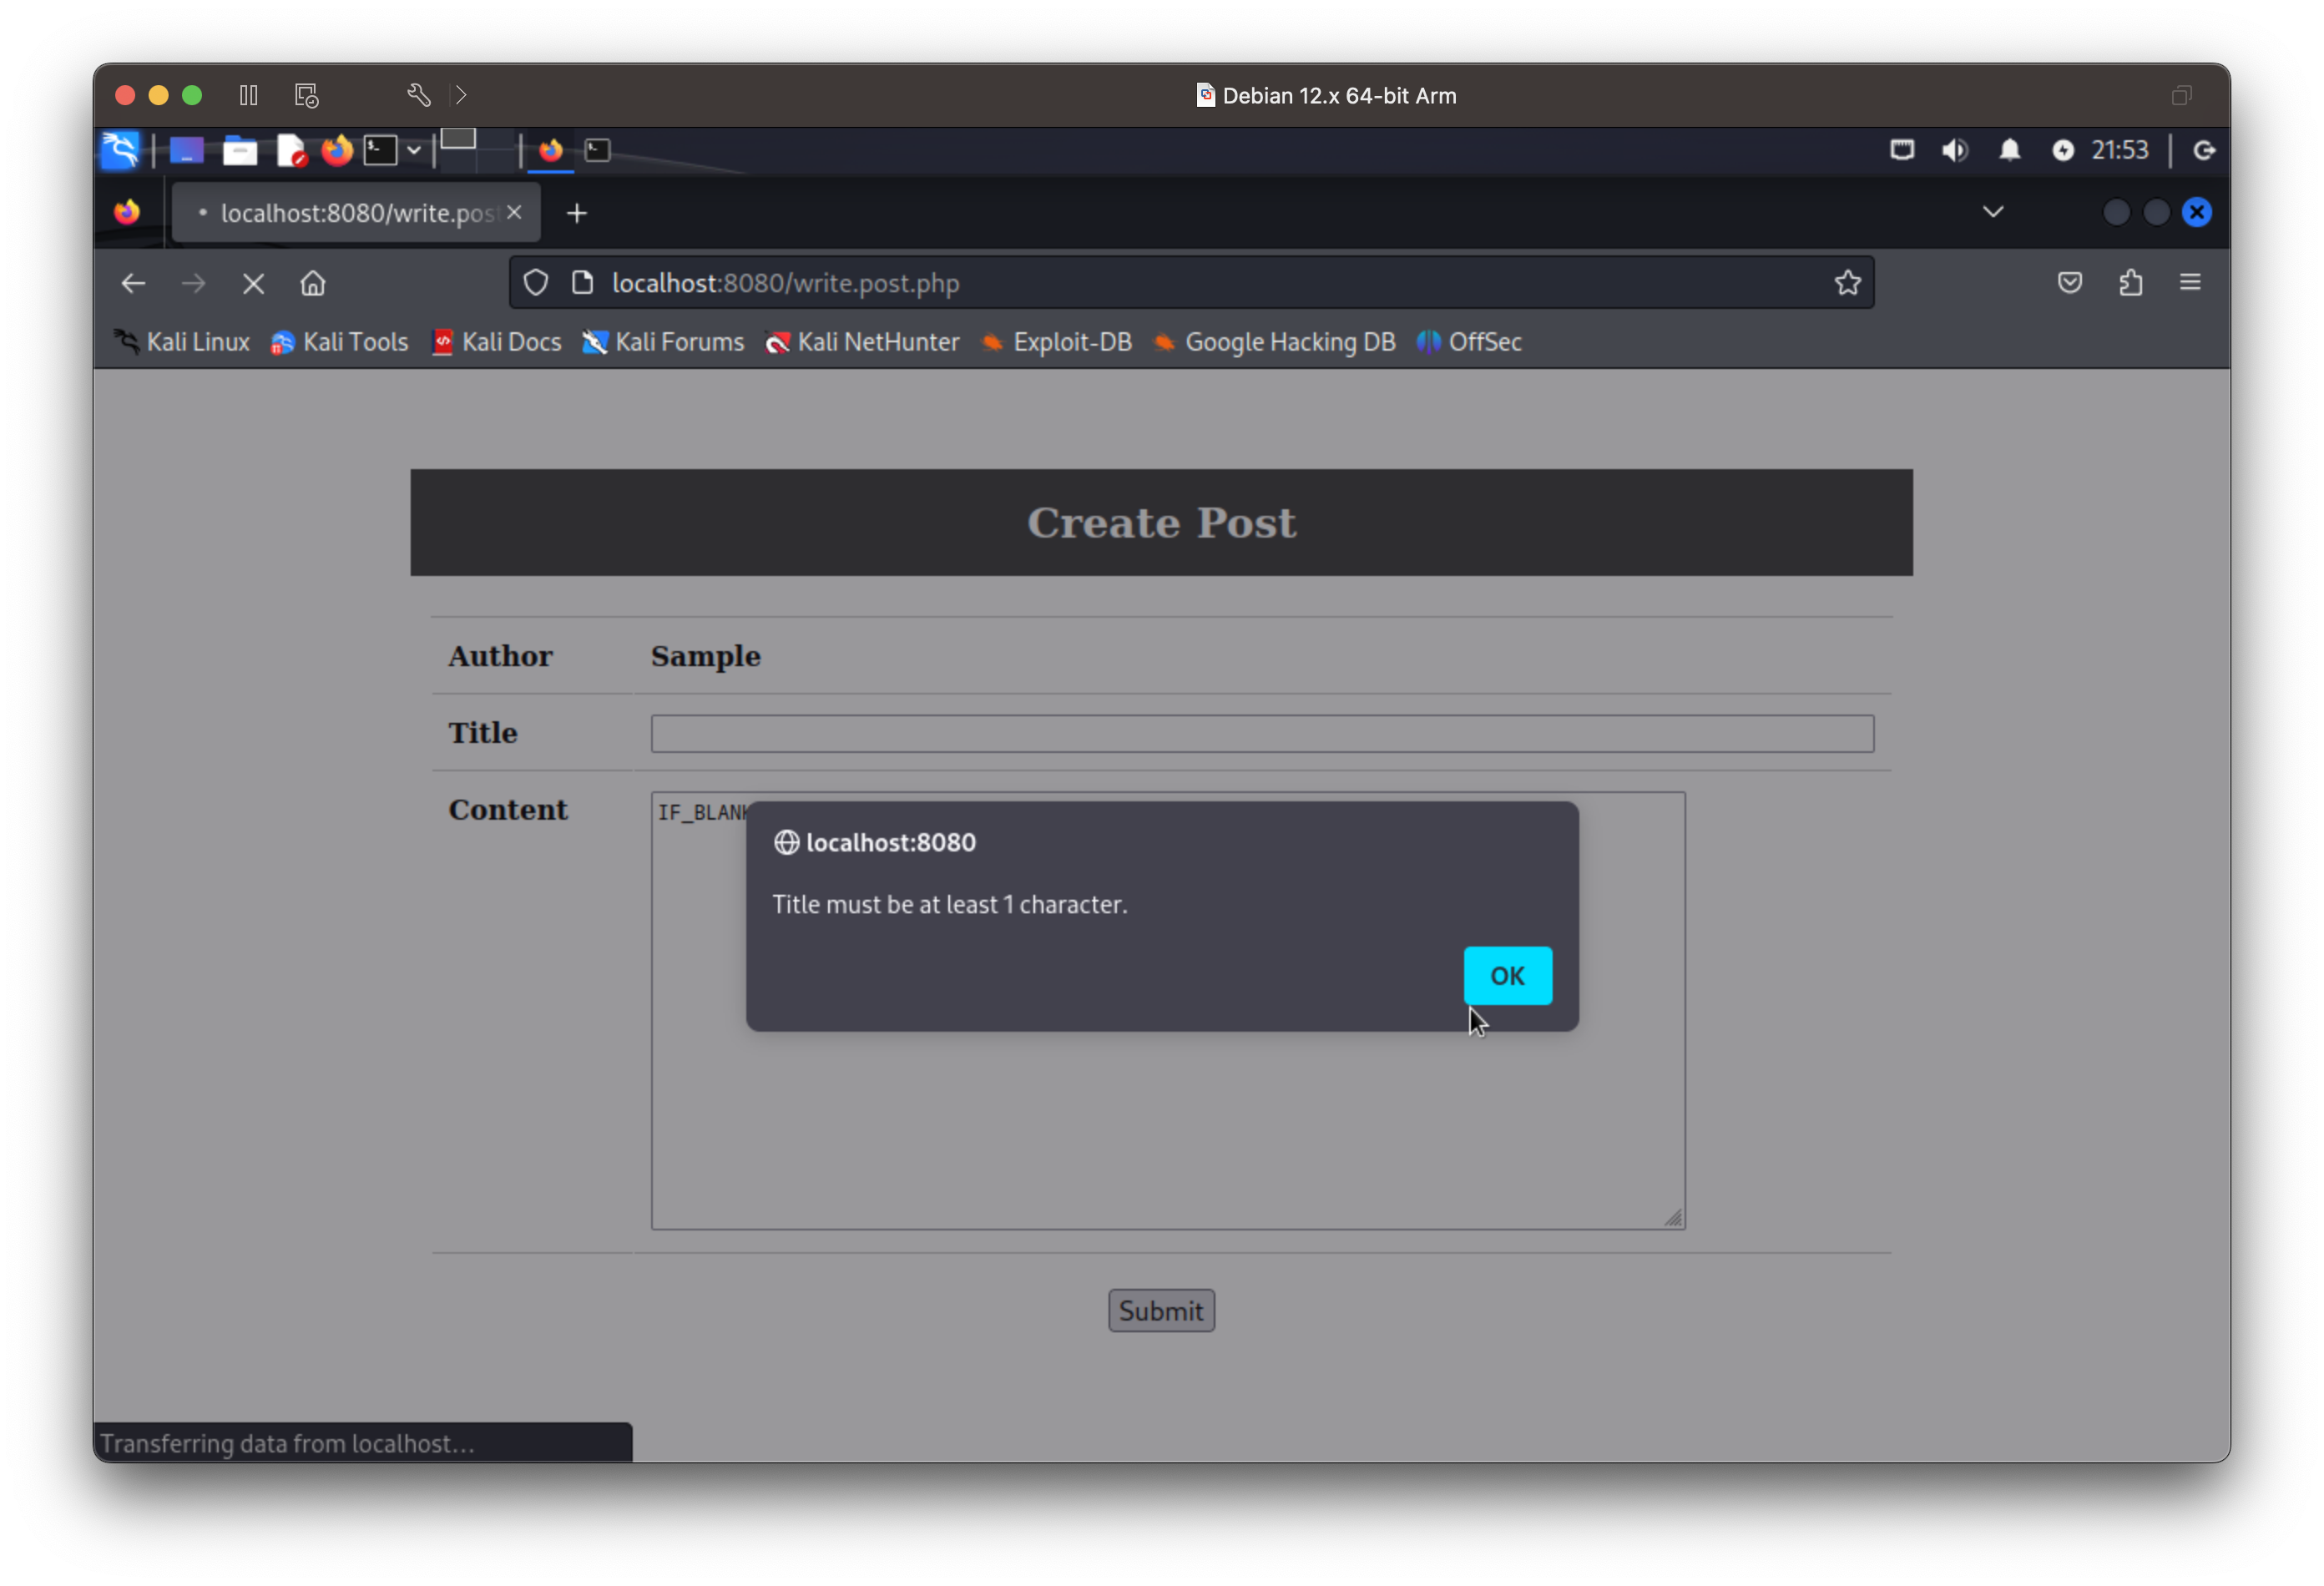 Debian 12.x 64-bit Arm
21:53
localhost:8080/write.post
localhost:8080/write.post.php
Kali Linux Kali Tools Kali Docs Kali Forums Kali NetHunter Exploit-DB Google Hacking DB OffSec
Create Post
Author Sample
Title
Content IF_BLANK
localhost:8080
Title must be at least 1 character.
OK
Submit
Transferring data from localhost…